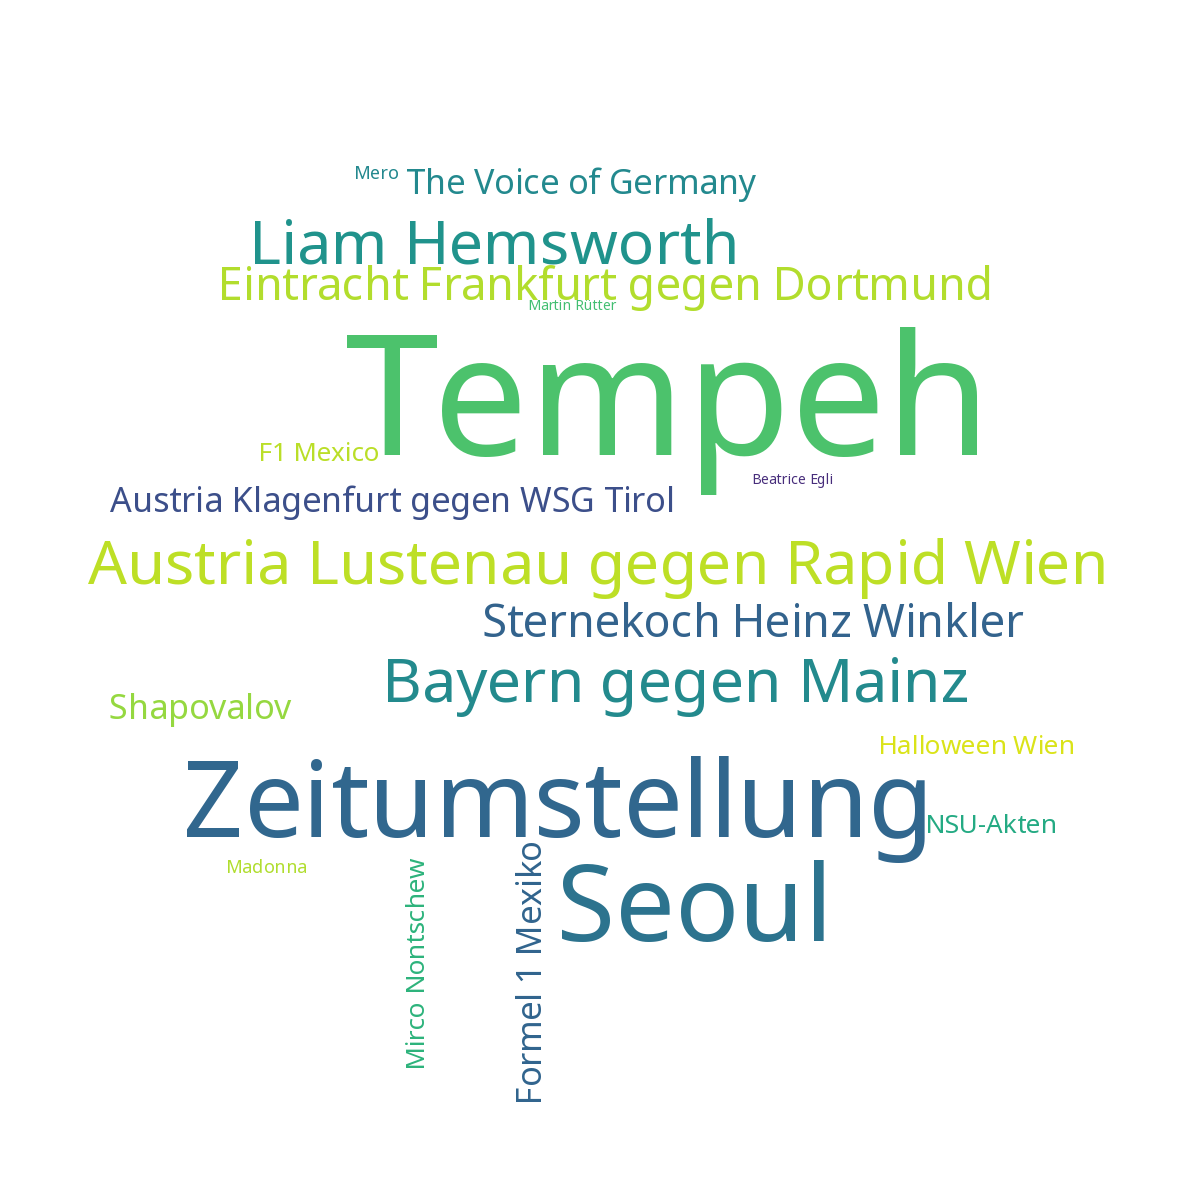 Mero
The Voice of Germany
Liam Hemsworth
Eintracht Frankfurt gegen Dortmund
Martin Rütter
Tempeh
F1 Mexico
Beatrice Egli
Austria Klagenfurt gegen WSG Tirol
Austria Lustenau gegen Rapid Wien
Sternekoch Heinz Winkler
Bayern gegen Mainz
Shapovalov
Halloween Wien
Zeitumstellung
NSU-Akten
Madonna
Mirco Nontschew
Formel 1 Mexiko
Seoul